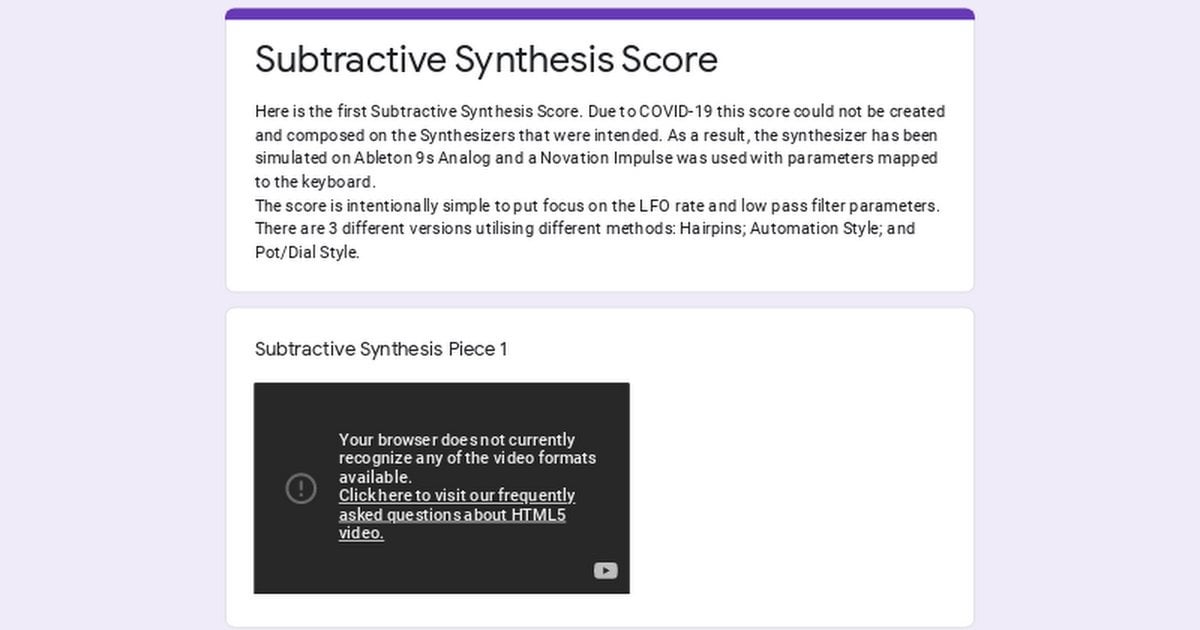 Subtractive Synthesis Score
Here is the first Subtractive Synthesis Score. Due to COVID-19 this score could not be created
and composed on the Synthesizers that were intended. As a result, the synthesizer has been
simulated on Ableton 9s Analog and a Novation Impulse was used with parameters mapped
to the keyboard.
The score is intentionally simple to put focus on the LFO rate and low pass filter parameters.
There are 3 different versions utilising different methods: Hairpins; Automation Style; and
Pot/Dial Style.
Subtractive Synthesis Piece 1
Your browser does not currently
recognize any of the video formats
available.
Click here to visit our frequently
asked questions about HTML5
video.